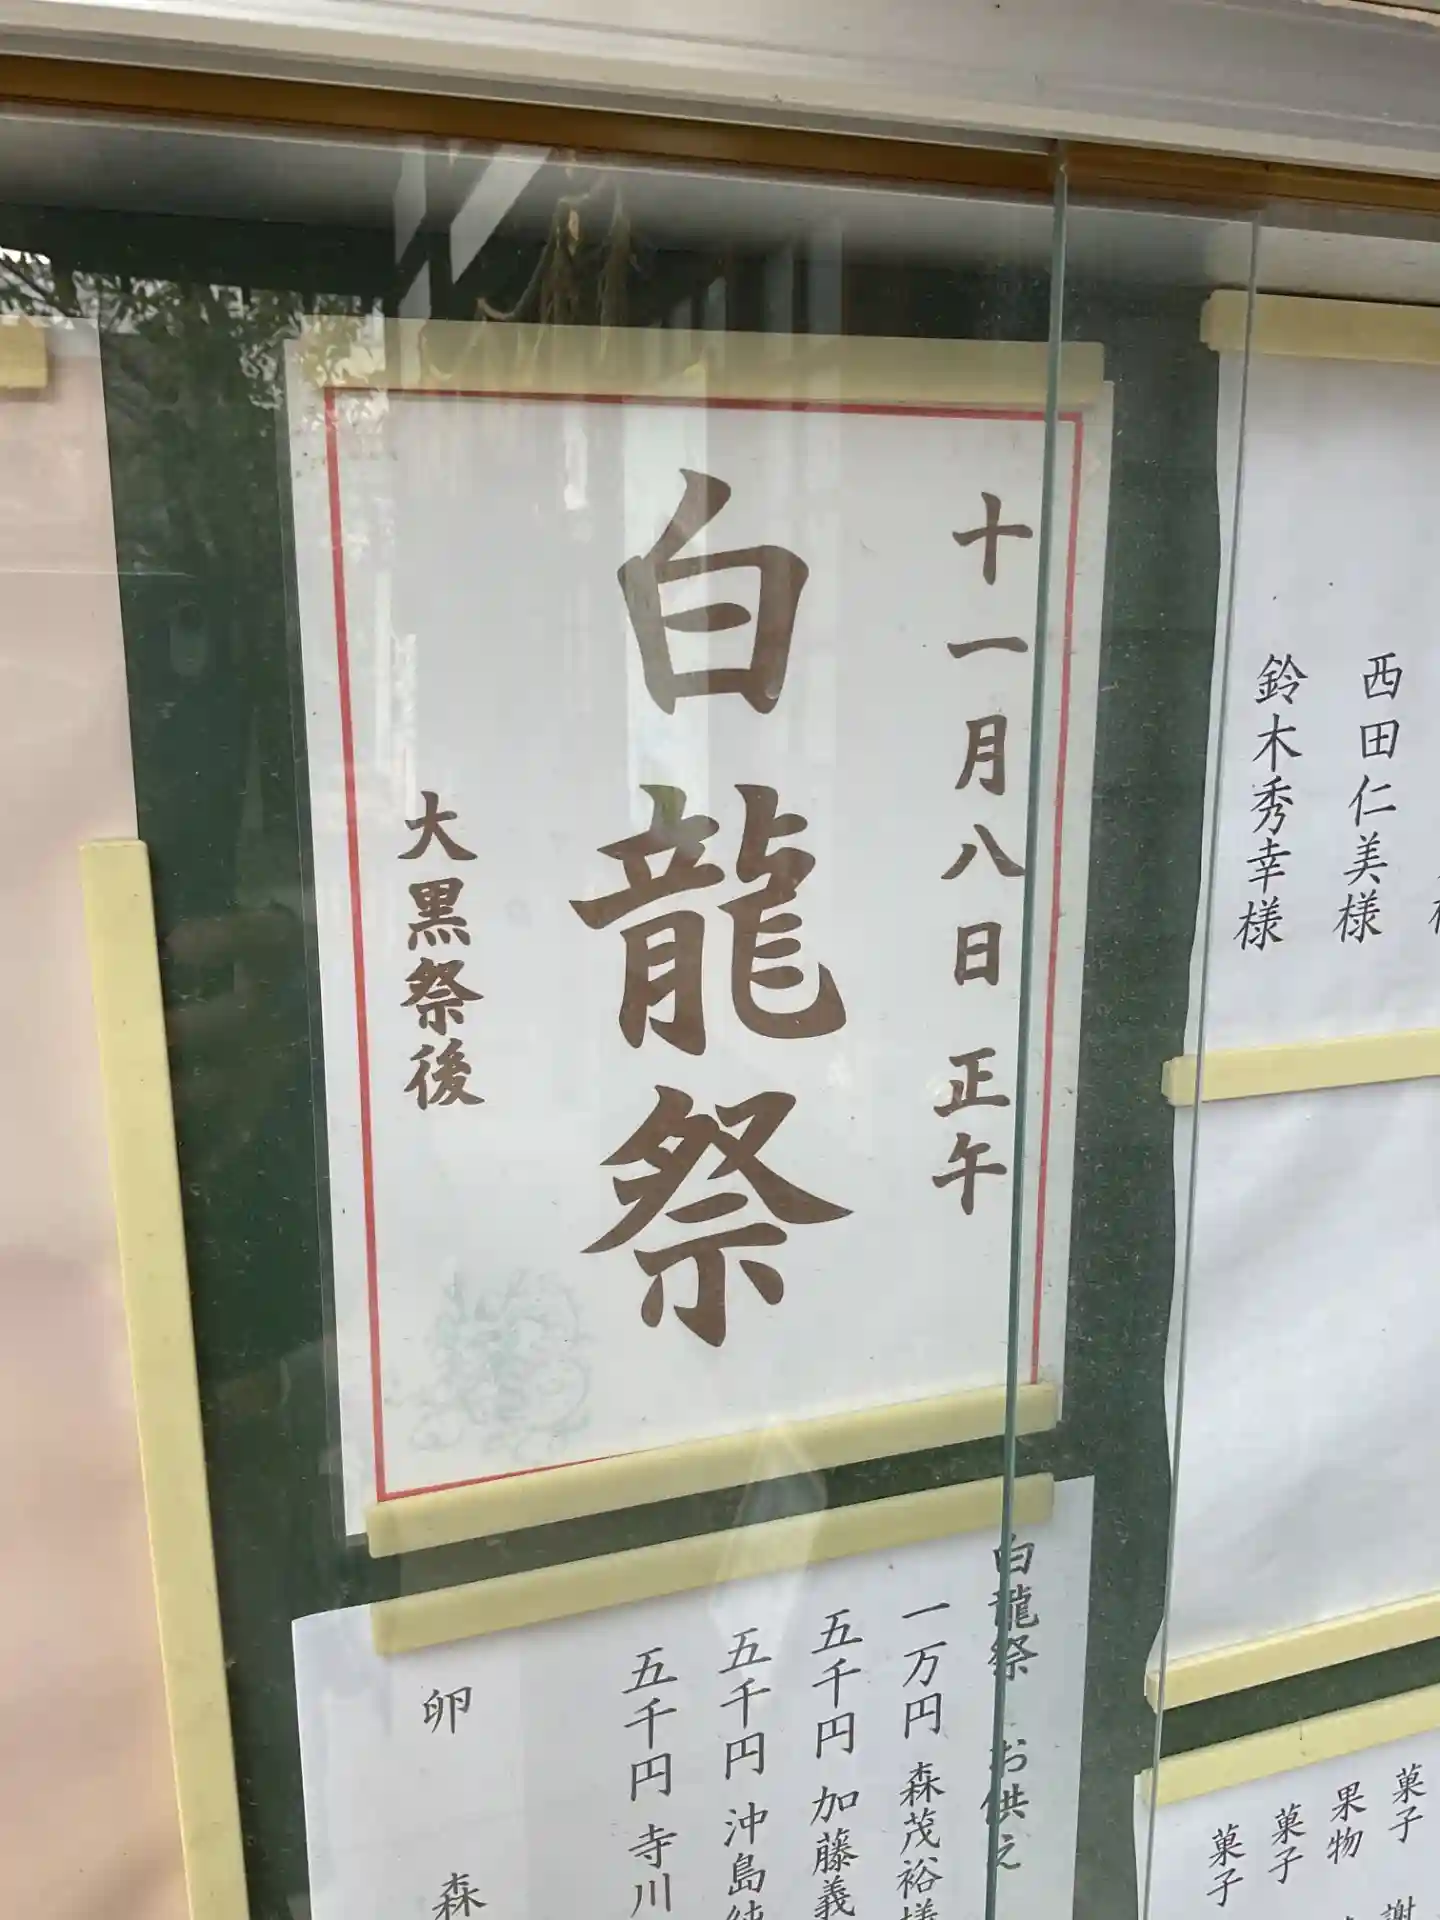 十一月八日 正午
白龍祭
大黒祭後
西田仁美様
鈴木秀幸様
白龍祭 お供え
一万円 森茂裕様
五千円 加藤義
五千円 沖島
五千円 寺川
卵 森
菓子
果物
菓子
菓子